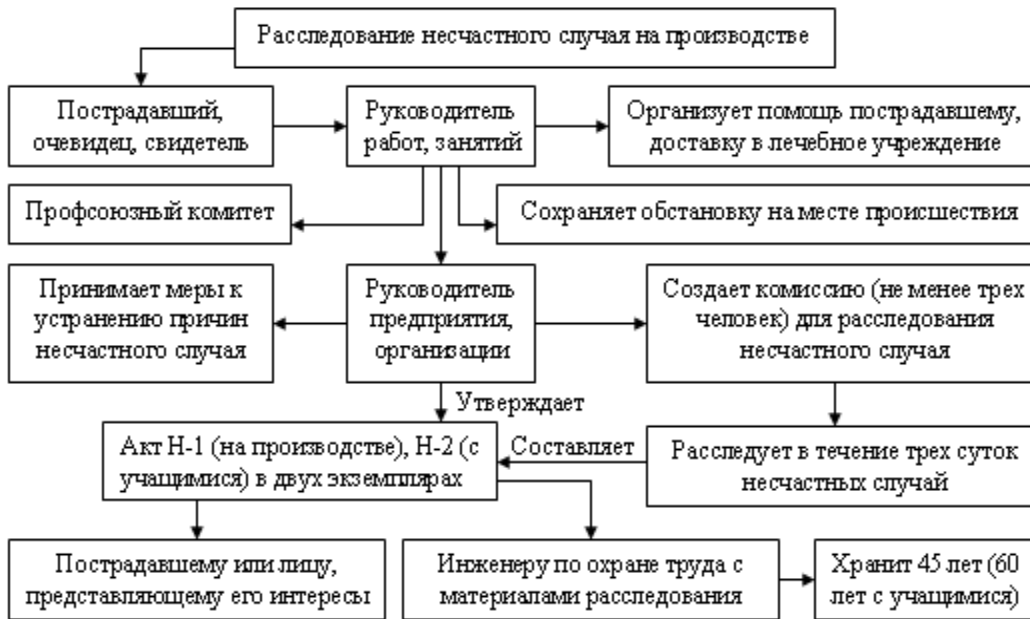 Расследование несчастного случая на производстве
Пострадавший,
очевидец, свидетель
Руководитель
работ, занятий
Организует помощь пострадавшему,
доставку в лечебное учреждение
Профсоюзный комитет
Сохраняет обстановку на месте происшествия
Принимает меры к
устранению причин
несчастного случая
Руководитель
предприятия,
организации
Создает комиссию (не менее трех
человек) для расследования
несчастного случая
Утверждает
Акт Н-1 (на производстве), Н-2 (с
учащимися) в двух экземплярах
Составляет
Расследует в течение трех суток
несчастных случай
Пострадавшему или лицу,
представляющему его интересы
Инженеру по охране труда с
материалами расследования
Хранит 45 лет (60
лет с учащимися)